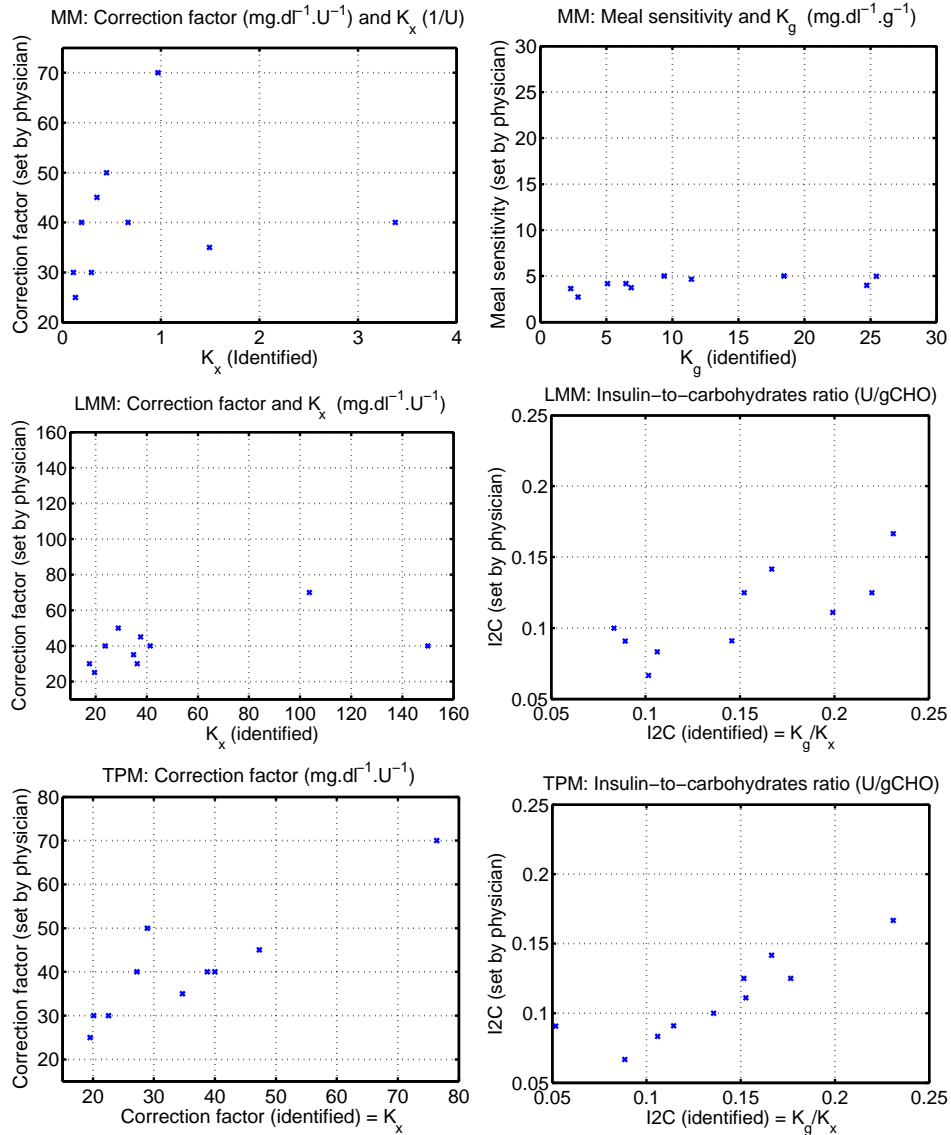 MM: Correction factor (mg.dl⁻¹.U⁻¹) and Kₓ (1/U)
Correction factor (set by physician)
70
60
50
40
30
20
0 1 2 3 4
Kₓ (Identified)
MM: Meal sensitivity and K_g (mg.dl⁻¹.g⁻¹)
Meal sensitivity (set by physician)
30
25
20
15
10
5
0
0 5 10 15 20 25 30
K_g (identified)
LMM: Correction factor and Kₓ (mg.dl⁻¹.U⁻¹)
Correction factor (set by physician)
160
140
120
100
80
60
40
20
20 40 60 80 100 120 140 160
Kₓ (identified)
LMM: Insulin−to−carbohydrates ratio (U/gCHO)
I2C (set by physician)
0.25
0.2
0.15
0.1
0.05
0.05 0.1 0.15 0.2 0.25
I2C (identified) = K_g/Kₓ
TPM: Correction factor (mg.dl⁻¹.U⁻¹)
Correction factor (set by physician)
80
70
60
50
40
30
20
20 30 40 50 60 70 80
Correction factor (identified) = Kₓ
TPM: Insulin−to−carbohydrates ratio (U/gCHO)
I2C (set by physician)
0.25
0.2
0.15
0.1
0.05
0.05 0.1 0.15 0.2 0.25
I2C (identified) = K_g/Kₓ